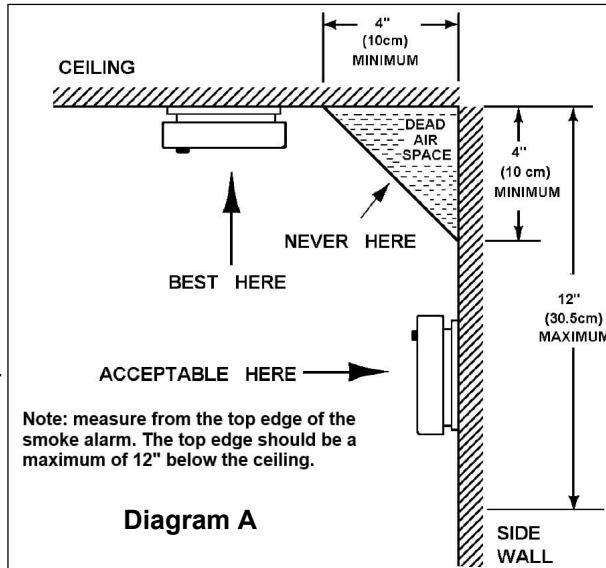 4"
(10cm)
MINIMUM
CEILING
DEAD
AIR
SPACE
4"
(10 cm)
MINIMUM
NEVER HERE
BEST HERE
12"
(30.5cm)
MAXIMUM
ACCEPTABLE HERE
Note: measure from the top edge of the
smoke alarm. The top edge should be a
maximum of 12" below the ceiling.
Diagram A
SIDE
WALL